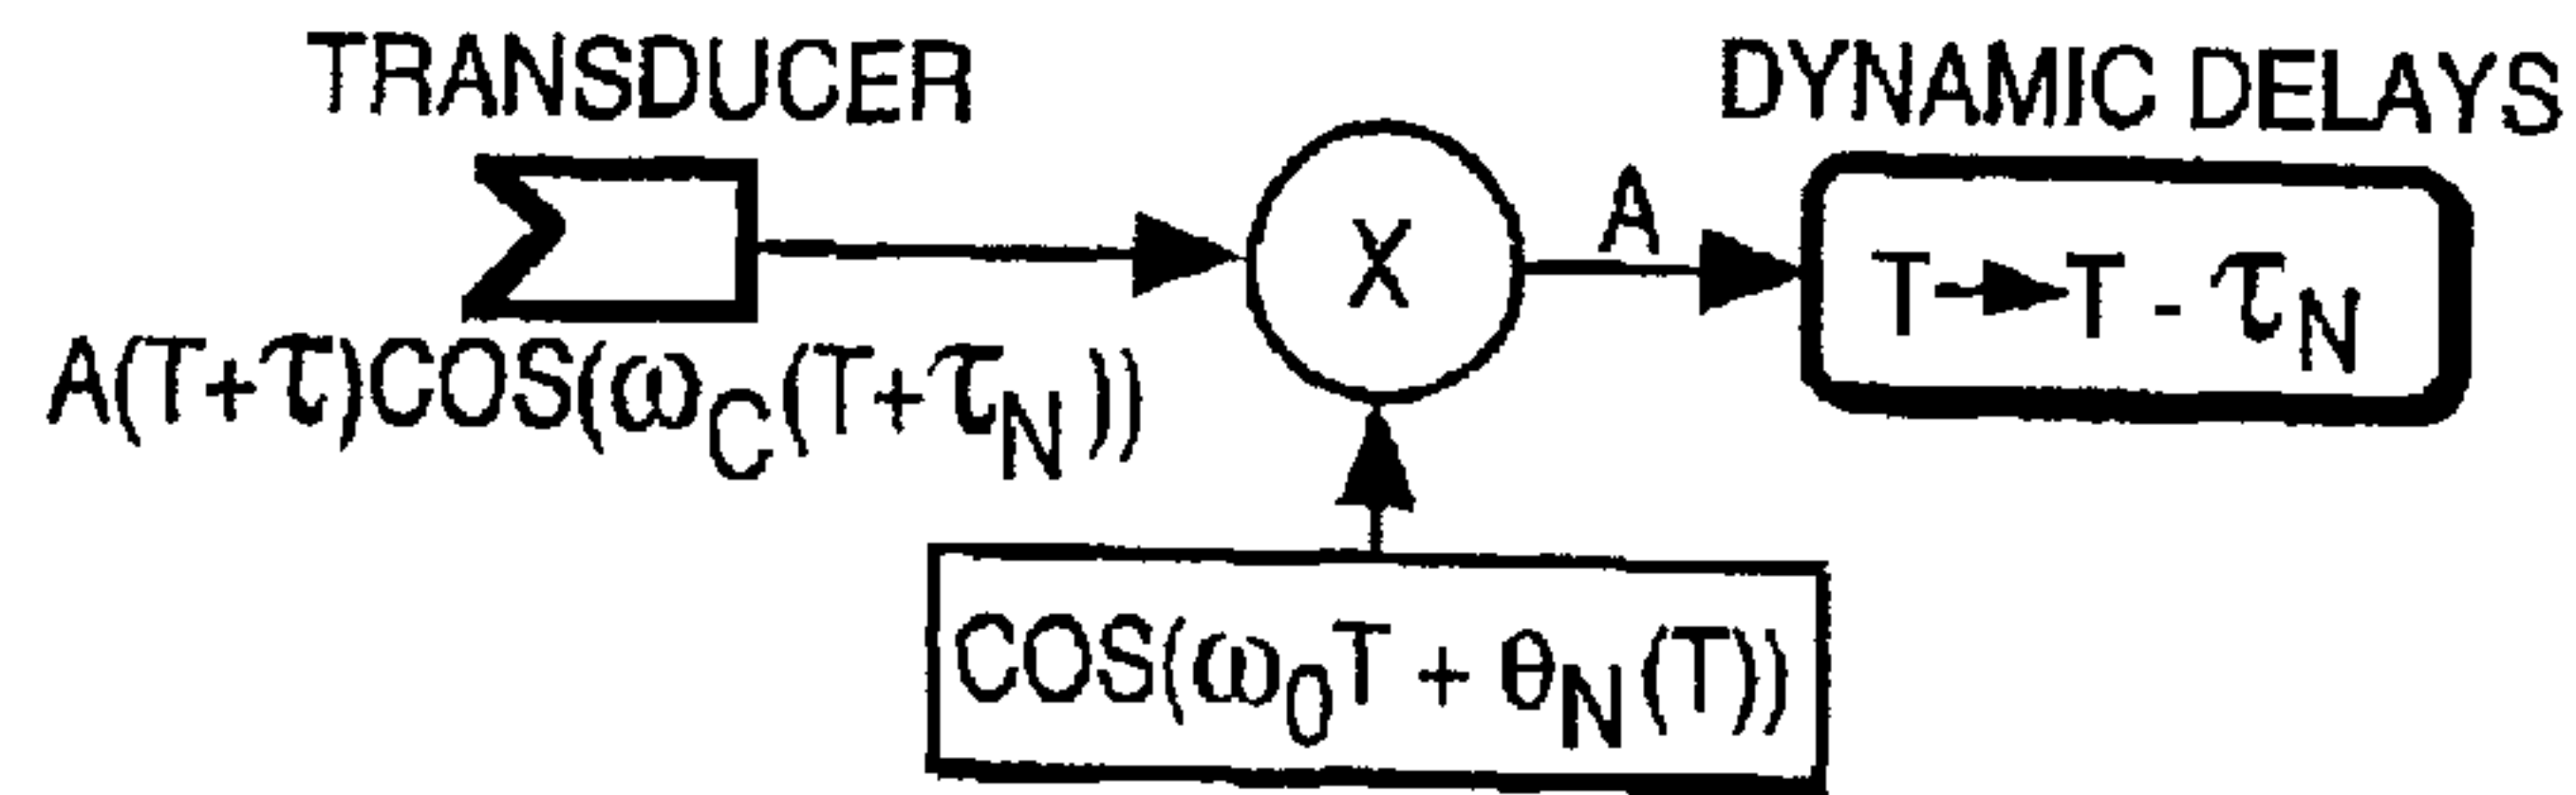 TRANSDUCER
DYNAMIC DELAYS
X
A
T→T - τN
A(T+τ)COS(ωC(T+τN))
COS(ω0T + θN(T))